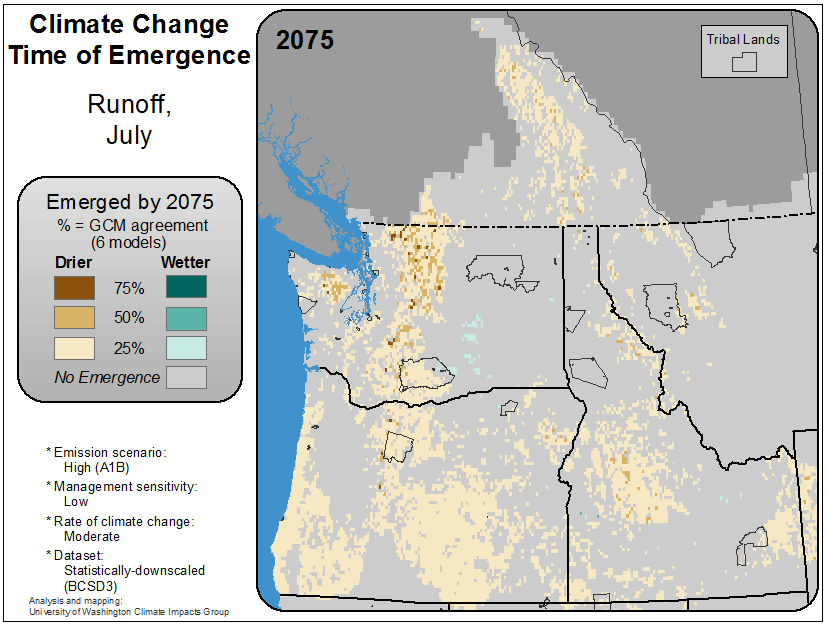 Climate Change
Time of Emergence
Runoff,
July
Emerged by 2075
% = GCM agreement
(6 models)
Drier Wetter
75%
50%
25%
No Emergence
* Emission scenario:
High (A1B)
* Management sensitivity:
Low
* Rate of climate change:
Moderate
* Dataset:
Statistically-downscaled
(BCSD3)
Analysis and mapping:
University of Washington Climate Impacts Group
2075
Tribal Lands